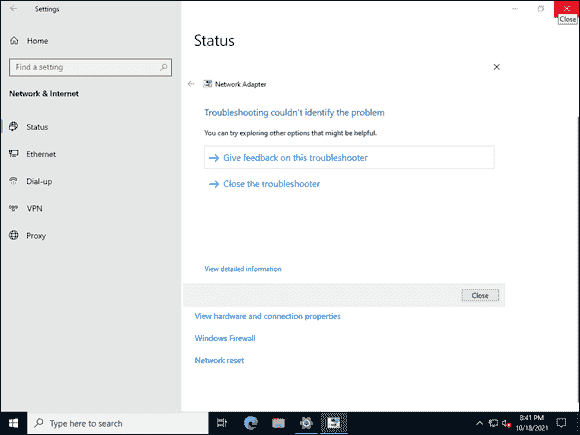 Settings
Close
Home
Find a setting
Network & Internet
Status
Ethernet
Dial-up
VPN
Proxy
Status
Network Adapter
Troubleshooting couldn't identify the problem
You can try exploring other options that might be helpful.
Give feedback on this troubleshooter
Close the troubleshooter
View detailed information
Close
View hardware and connection properties
Windows Firewall
Network reset
Type here to search
8:41 PM
10/18/2021